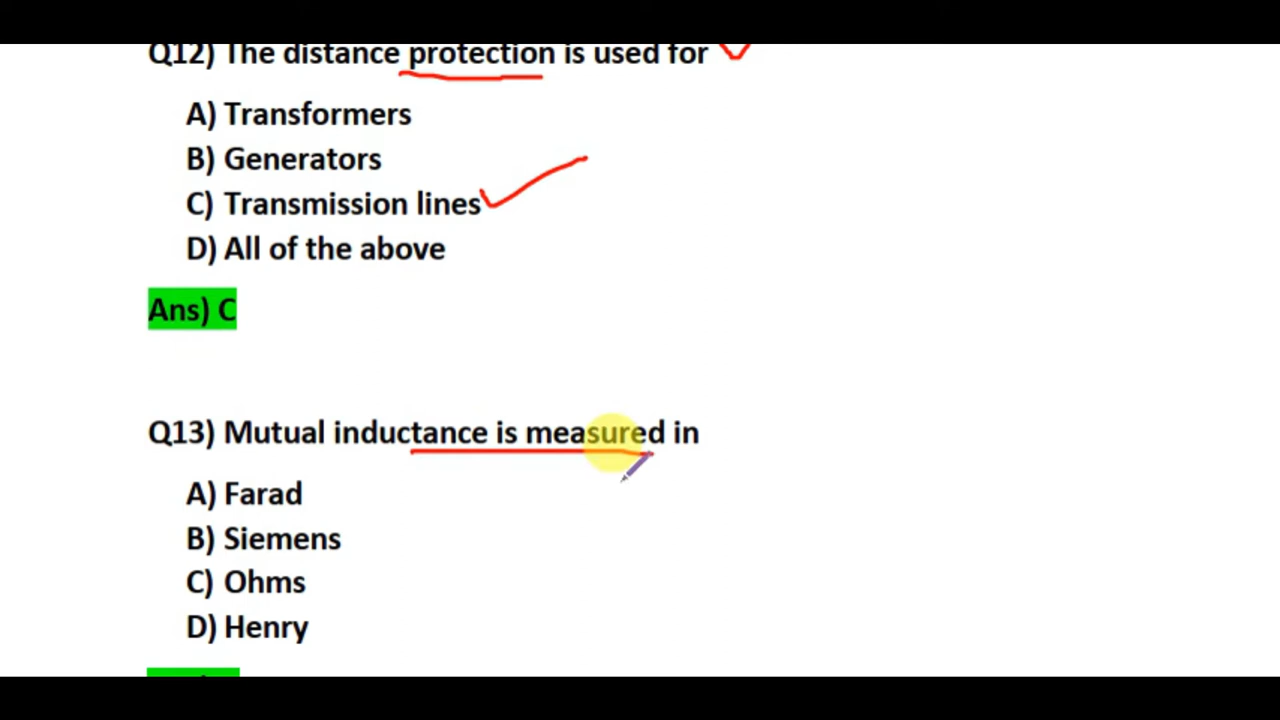 Q12) The distance protection is used for
A) Transformers
B) Generators
C) Transmission lines
D) All of the above
Ans) C
Q13) Mutual inductance is measured in
A) Farad
B) Siemens
C) Ohms
D) Henry